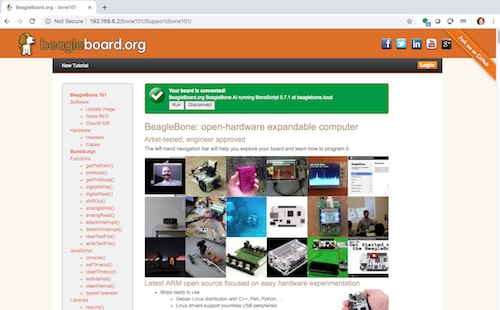 BeagleBoard.org - bone101
Not Secure | 192.168.6.2/bone101/Support/bone101/
beagleboard.org
Fork me on GitHub
New Tutorial
Login
BeagleBone 101
Software
Update image
Node-RED
Cloud9 IDE
Hardware
Headers
Capes
BoneScript
Functions
getPlatform()
pinMode()
getPinMode()
digitalWrite()
digitalRead()
shiftOut()
analogWrite()
analogRead()
attachInterrupt()
detachInterrupt()
readTextFile()
writeTextFile()
JavaScript
console()
setTimeout()
clearTimeout()
setInterval()
clearInterval()
typeof operator
Libraries
require()
Your board is connected!
BeagleBoard.org BeagleBone AI running BoneScript 0.7.1 at beaglebone.local
Run Disconnect
BeagleBone: open-hardware expandable computer
Artist-tested, engineer approved
The left-hand navigation bar will help you explore your board and learn how to program it.
Get Started
Latest ARM open source focused on easy hardware experimentation
Ships ready to use
Debian Linux distribution with C++, Perl, Python, ...
Linux drivers support countless USB peripherals